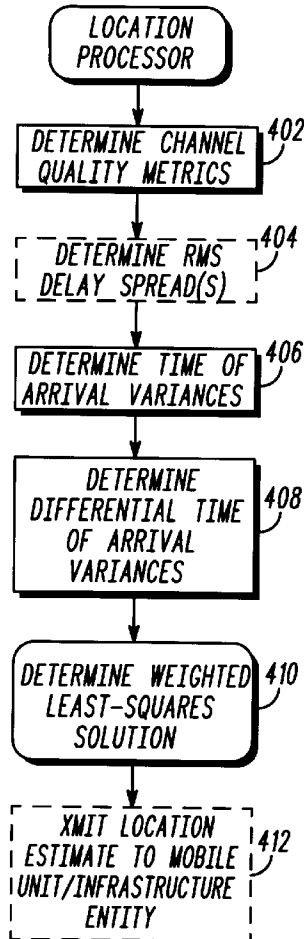 LOCATION
PROCESSOR
DETERMINE CHANNEL
QUALITY METRICS
402
DETERMINE RMS
DELAY SPREAD(S)
404
DETERMINE TIME OF
ARRIVAL VARIANCES
406
DETERMINE
DIFFERENTIAL TIME
OF ARRIVAL
VARIANCES
408
DETERMINE WEIGHTED
LEAST-SQUARES
SOLUTION
410
XMIT LOCATION
ESTIMATE TO MOBILE
UNIT/INFRASTRUCTURE
ENTITY
412